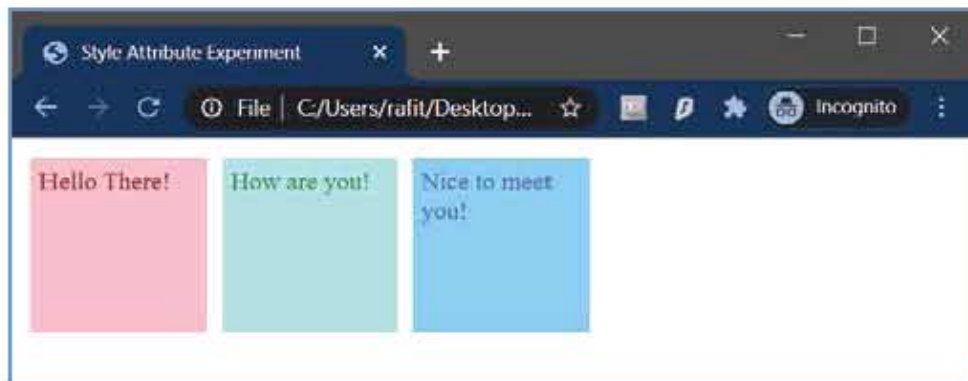 Style Attribute Experiment
File | C:/Users/rafit/Desktop...
Incognito
Hello There!
How are you!
Nice to meet
you!